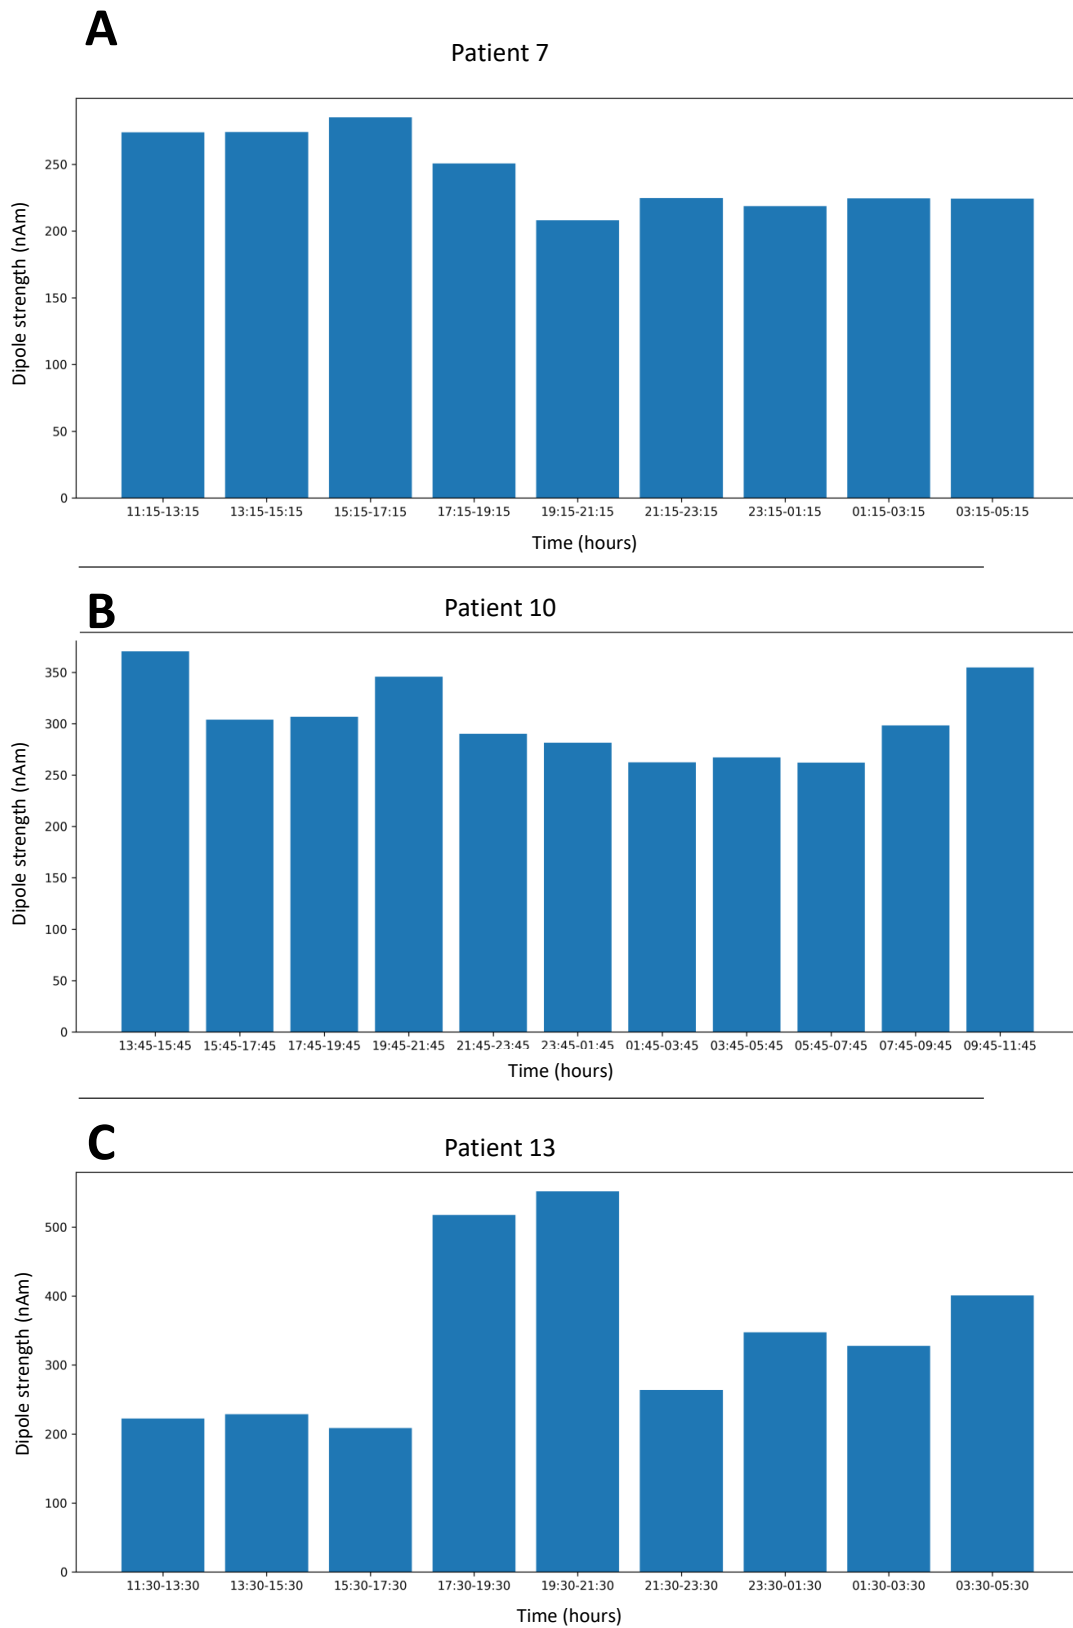 A
Patient 7
Dipole strength (nAm)
250
200
150
100
50
0
11:15-13:15 13:15-15:15 15:15-17:15 17:15-19:15 19:15-21:15 21:15-23:15 23:15-01:15 01:15-03:15 03:15-05:15
Time (hours)
B
Patient 10
Dipole strength (nAm)
350
300
250
200
150
100
50
0
13:45-15:45 15:45-17:45 17:45-19:45 19:45-21:45 21:45-23:45 23:45-01:45 01:45-03:45 03:45-05:45 05:45-07:45 07:45-09:45 09:45-11:45
Time (hours)
C
Patient 13
Dipole strength (nAm)
500
400
300
200
100
0
11:30-13:30 13:30-15:30 15:30-17:30 17:30-19:30 19:30-21:30 21:30-23:30 23:30-01:30 01:30-03:30 03:30-05:30
Time (hours)